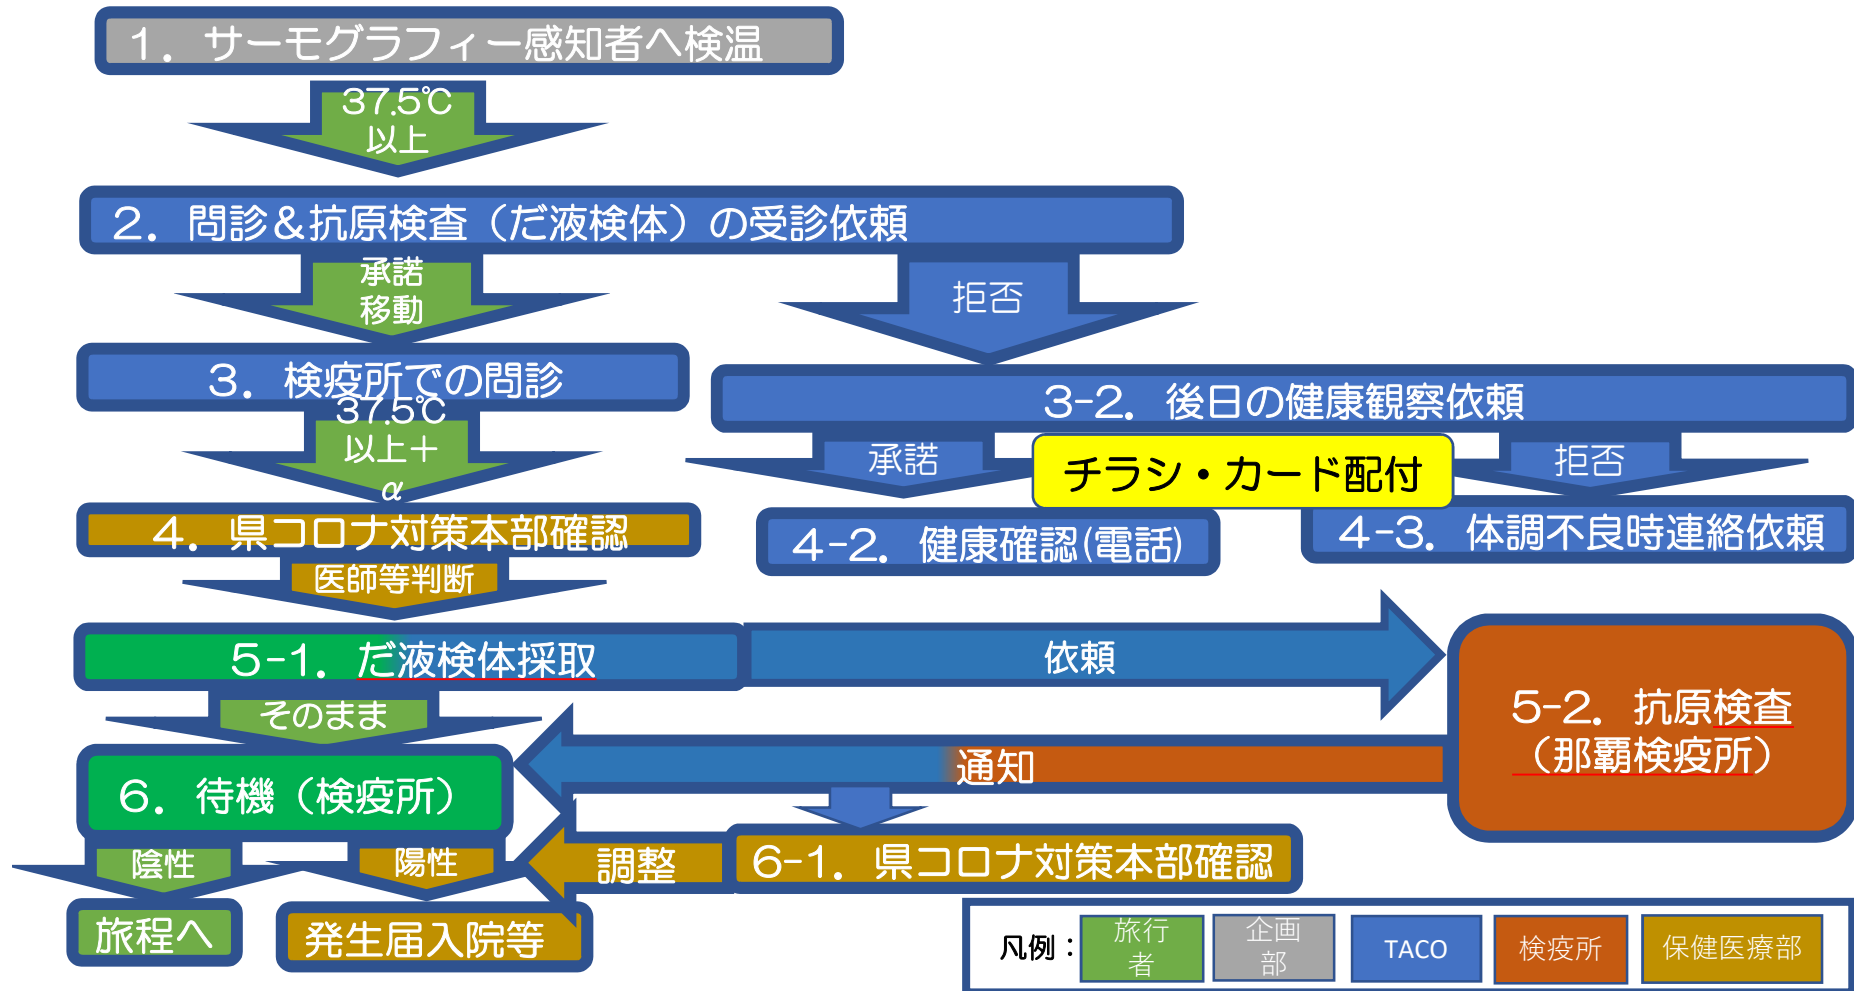 1．サーモグラフィー感知者へ検温
37.5℃
以上
2．問診＆抗原検査（だ液検体）の受診依頼
承諾
移動
拒否
3．検疫所での問診
3-2．後日の健康観察依頼
37.5℃
以上＋
α
承諾
チラシ・カード配付
拒否
4．県コロナ対策本部確認
4-2．健康確認(電話)
4-3．体調不良時連絡依頼
医師等判断
5-1．だ液検体採取
依頼
5-2．抗原検査
（那覇検疫所）
そのまま
通知
6．待機（検疫所）
陰性
陽性
調整
6-1．県コロナ対策本部確認
旅程へ
発生届入院等
凡例：
旅行
者
企画
部
TACO
検疫所
保健医療部